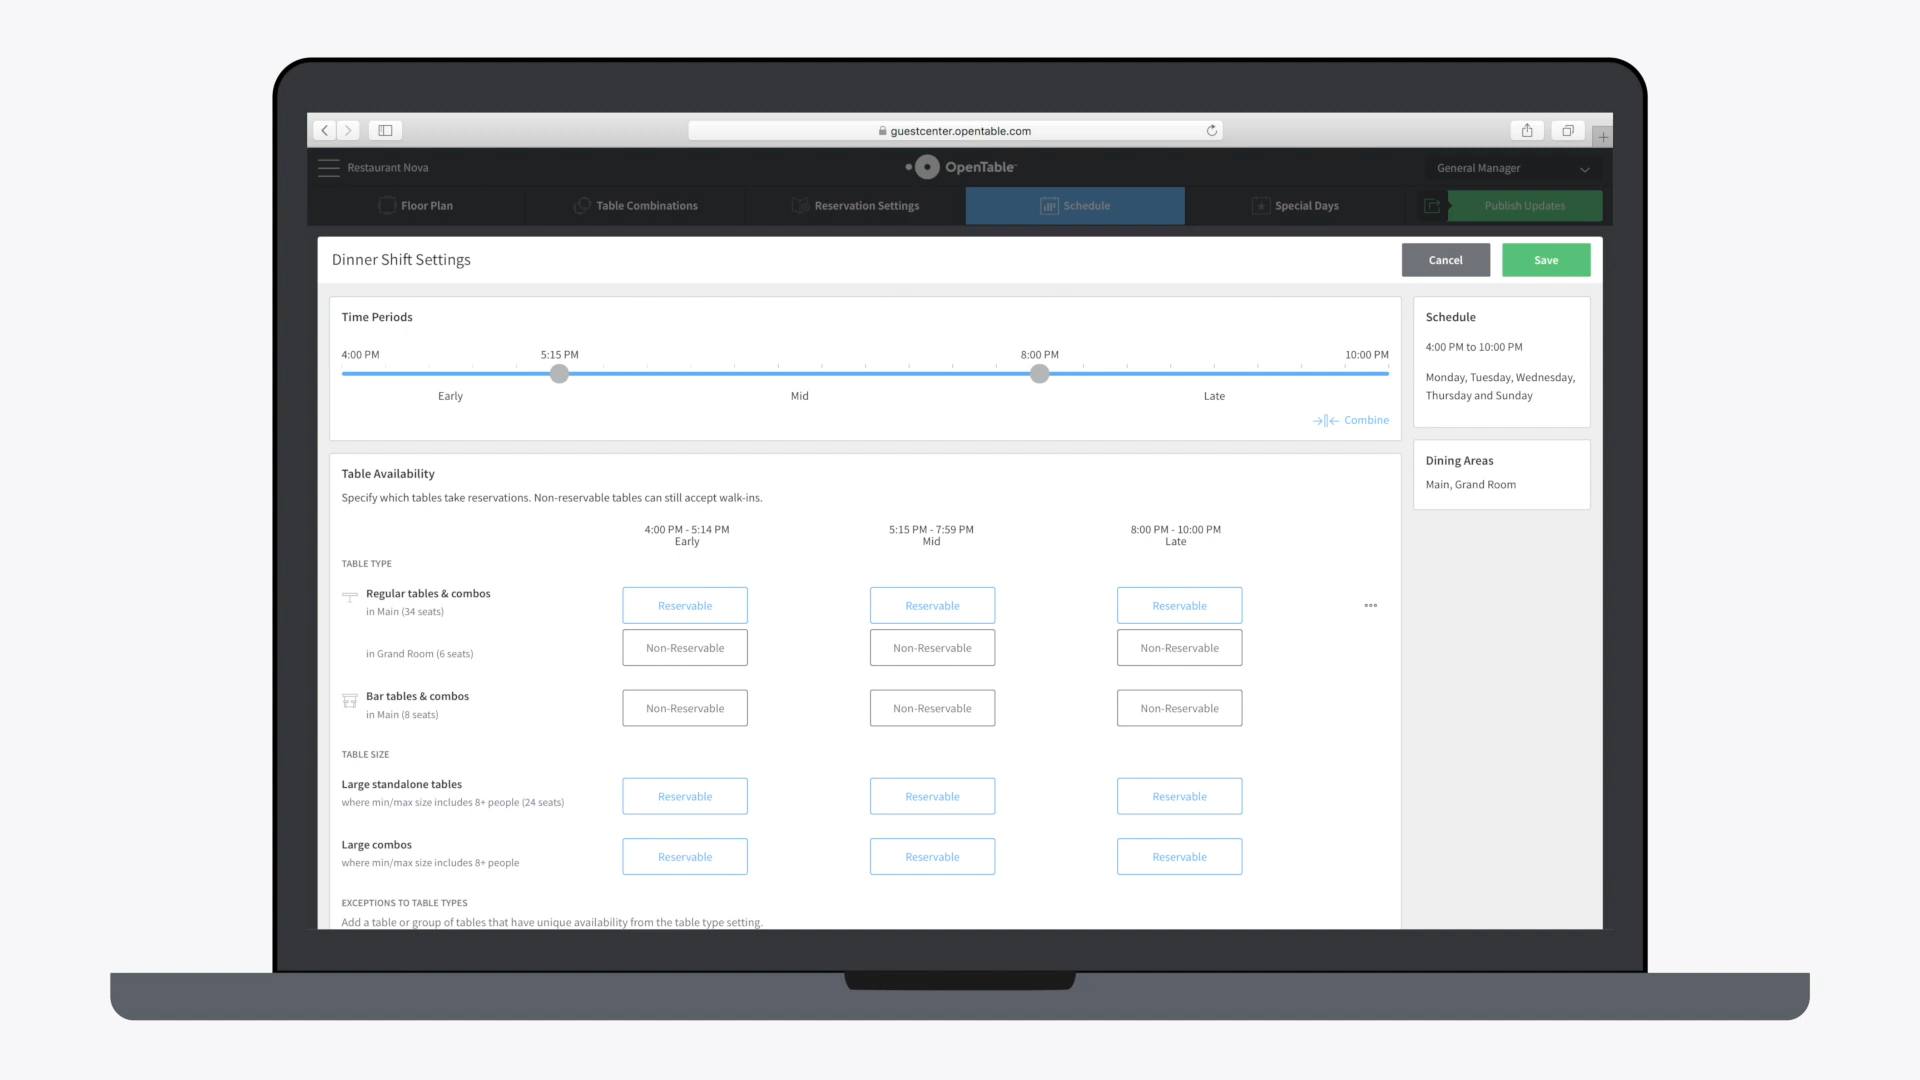 guestcenter.opentable.com
Restaurant Nova
OpenTable
General Manager
Floor Plan
Table Combinations
Reservation Settings
Schedule
Special Days
Publish Updates
Dinner Shift Settings
Cancel
Save
Time Periods
4:00 PM
5:15 PM
8:00 PM
10:00 PM
Early
Mid
Late
Combine
Schedule
4:00 PM to 10:00 PM
Monday, Tuesday, Wednesday,
Thursday and Sunday
Dining Areas
Main, Grand Room
Table Availability
Specify which tables take reservations. Non-reservable tables can still accept walk-ins.
4:00 PM - 5:14 PM
Early
5:15 PM - 7:59 PM
Mid
8:00 PM - 10:00 PM
Late
TABLE TYPE
Regular tables & combos
in Main (34 seats)
Reservable
Reservable
Reservable
in Grand Room (6 seats)
Non-Reservable
Non-Reservable
Non-Reservable
Bar tables & combos
in Main (8 seats)
Non-Reservable
Non-Reservable
Non-Reservable
TABLE SIZE
Large standalone tables
where min/max size includes 8+ people (24 seats)
Reservable
Reservable
Reservable
Large combos
where min/max size includes 8+ people
Reservable
Reservable
Reservable
EXCEPTIONS TO TABLE TYPES
Add a table or group of tables that have unique availability from the table type setting.